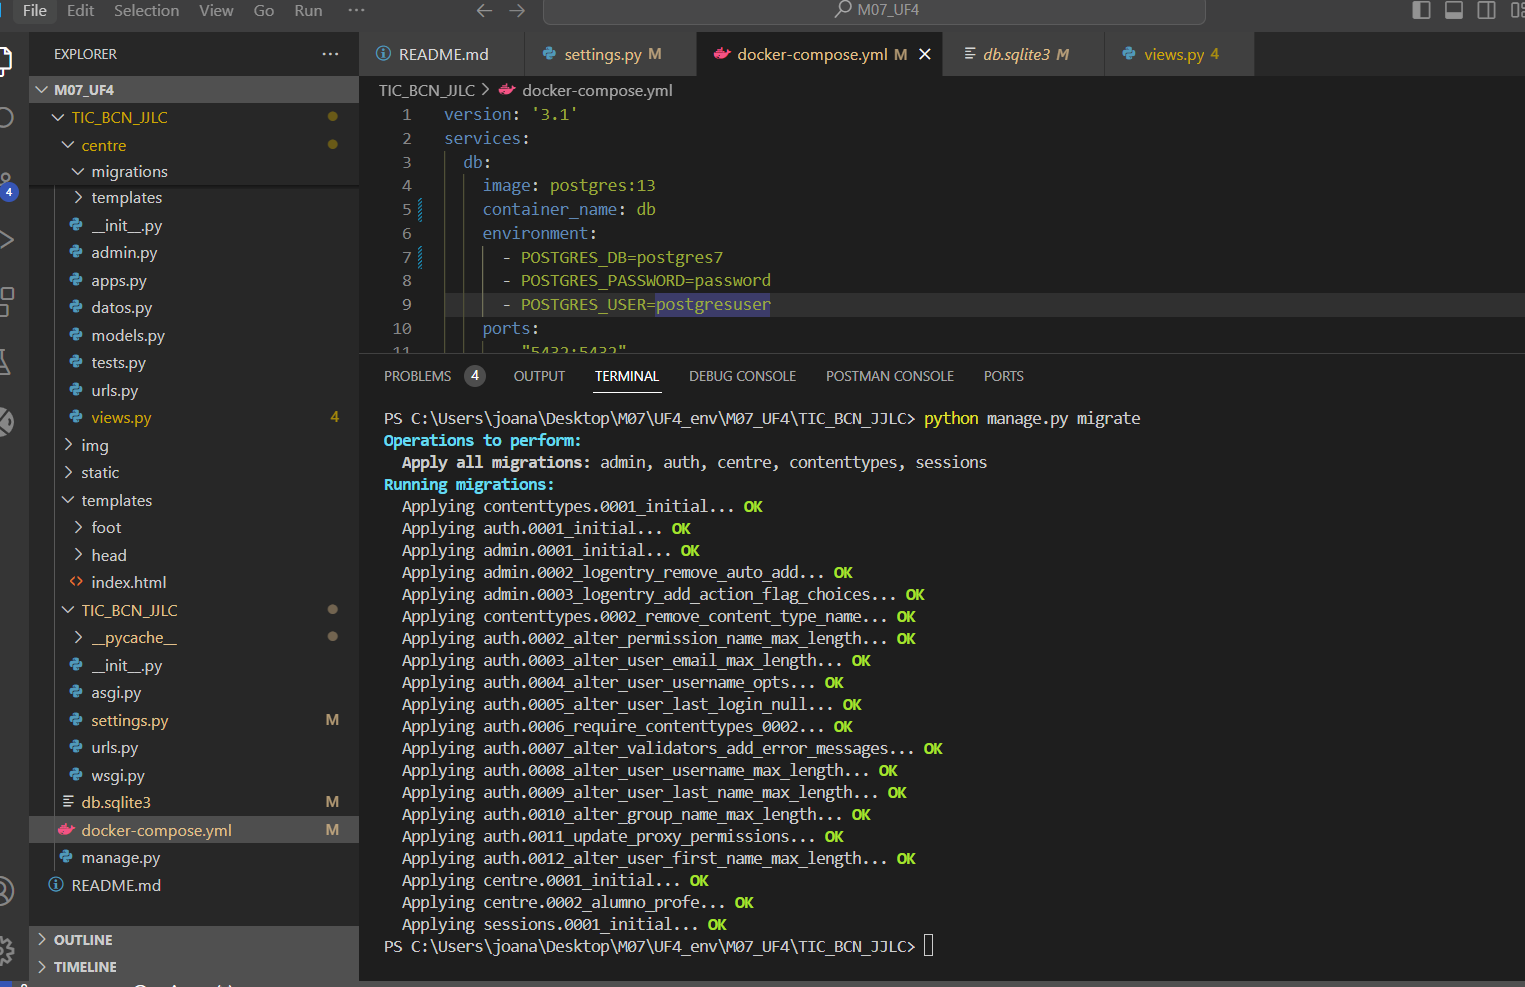 File Edit Selection View Go Run ··· M07_UF4
EXPLORER ···
M07_UF4
TIC_BCN_JJLC
centre
migrations
templates
__init__.py
admin.py
apps.py
datos.py
models.py
tests.py
urls.py
views.py 4
img
static
templates
foot
head
index.html
TIC_BCN_JJLC
__pycache__
__init__.py
asgi.py
settings.py M
urls.py
wsgi.py
db.sqlite3 M
docker-compose.yml M
manage.py
README.md
OUTLINE
TIMELINE
4
README.md settings.py M docker-compose.yml M db.sqlite3 M views.py 4
TIC_BCN_JJLC > docker-compose.yml
1 version: '3.1'
2 services:
3 db:
4 image: postgres:13
5 container_name: db
6 environment:
7 - POSTGRES_DB=postgres7
8 - POSTGRES_PASSWORD=password
9 - POSTGRES_USER=postgresuser
10 ports:
11 "5432:5432"
PROBLEMS 4 OUTPUT TERMINAL DEBUG CONSOLE POSTMAN CONSOLE PORTS
PS C:\Users\joana\Desktop\M07\UF4_env\M07_UF4\TIC_BCN_JJLC> python manage.py migrate
Operations to perform:
Apply all migrations: admin, auth, centre, contenttypes, sessions
Running migrations:
Applying contenttypes.0001_initial... OK
Applying auth.0001_initial... OK
Applying admin.0001_initial... OK
Applying admin.0002_logentry_remove_auto_add... OK
Applying admin.0003_logentry_add_action_flag_choices... OK
Applying contenttypes.0002_remove_content_type_name... OK
Applying auth.0002_alter_permission_name_max_length... OK
Applying auth.0003_alter_user_email_max_length... OK
Applying auth.0004_alter_user_username_opts... OK
Applying auth.0005_alter_user_last_login_null... OK
Applying auth.0006_require_contenttypes_0002... OK
Applying auth.0007_alter_validators_add_error_messages... OK
Applying auth.0008_alter_user_username_max_length... OK
Applying auth.0009_alter_user_last_name_max_length... OK
Applying auth.0010_alter_group_name_max_length... OK
Applying auth.0011_update_proxy_permissions... OK
Applying auth.0012_alter_user_first_name_max_length... OK
Applying centre.0001_initial... OK
Applying centre.0002_alumno_profe... OK
Applying sessions.0001_initial... OK
PS C:\Users\joana\Desktop\M07\UF4_env\M07_UF4\TIC_BCN_JJLC>